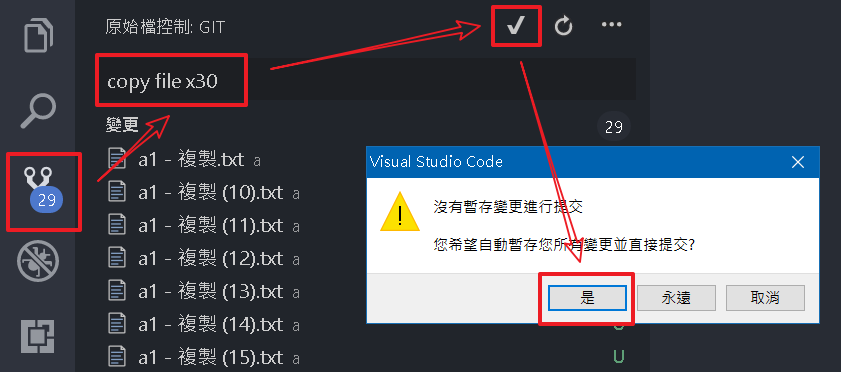 原始檔控制: GIT
copy file x30
變更 29
29
a1 - 複製.txt a
a1 - 複製 (10).txt a
a1 - 複製 (11).txt a
a1 - 複製 (12).txt a
a1 - 複製 (13).txt a
a1 - 複製 (14).txt a
a1 - 複製 (15).txt a U
Visual Studio Code
沒有暫存變更進行提交
您希望自動暫存您所有變更並直接提交?
是 永遠 取消